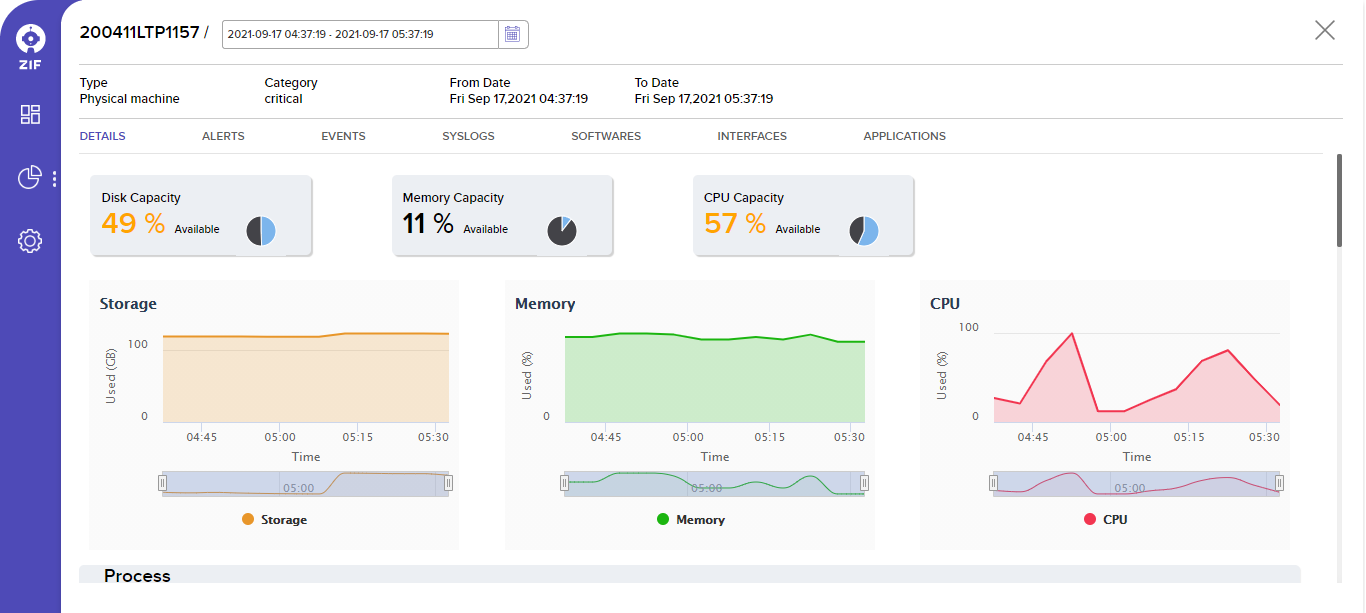 ZIF
200411LTP1157 / 2021-09-17 04:37:19 - 2021-09-17 05:37:19
Type Category From Date To Date
Physical machine critical Fri Sep 17,2021 04:37:19 Fri Sep 17,2021 05:37:19
DETAILS ALERTS EVENTS SYSLOGS SOFTWARES INTERFACES APPLICATIONS
Disk Capacity
49 % Available
Memory Capacity
11 % Available
CPU Capacity
57 % Available
Storage
Used (GB)
100
0
04:45 05:00 05:15 05:30
Time
05:00
Storage
Memory
Used (%)
0
04:45 05:00 05:15 05:30
Time
05:00
Memory
CPU
Used (%)
100
0
04:45 05:00 05:15 05:30
Time
05:00
CPU
Process